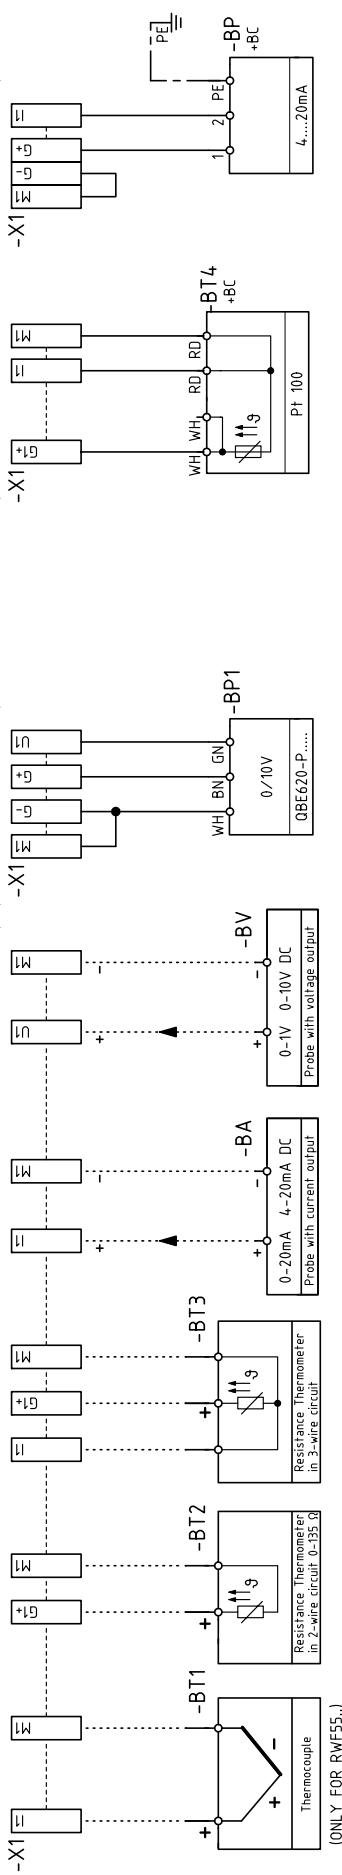 -X1
I1
M1
+
-BT1
+
-
Thermocouple
(ONLY FOR RWF55..)
G1+
M1
+
-BT2
ϑ
Resistance Thermometer
in 2-wire circuit 0-135 Ω
I1
G1+
M1
+
-BT3
ϑ
Resistance Thermometer
in 3-wire circuit
I1
M1
+
-
+
-
-BA
0-20mA 4-20mA DC
Probe with current output
U1
M1
+
-
+
-
-BV
0-1V 0-10V DC
Probe with voltage output
-X1
M1
G-
G+
U1
WH
BN
GN
-BP1
0/10V
QBE620-P.....
-X1
G1+
I1
M1
WH
WH
RD
RD
-BT4
+BC
ϑ
Pt 100
-X1
M1
G-
G+
I1
1
2
PE
PE
-BP
+BC
4....20mA